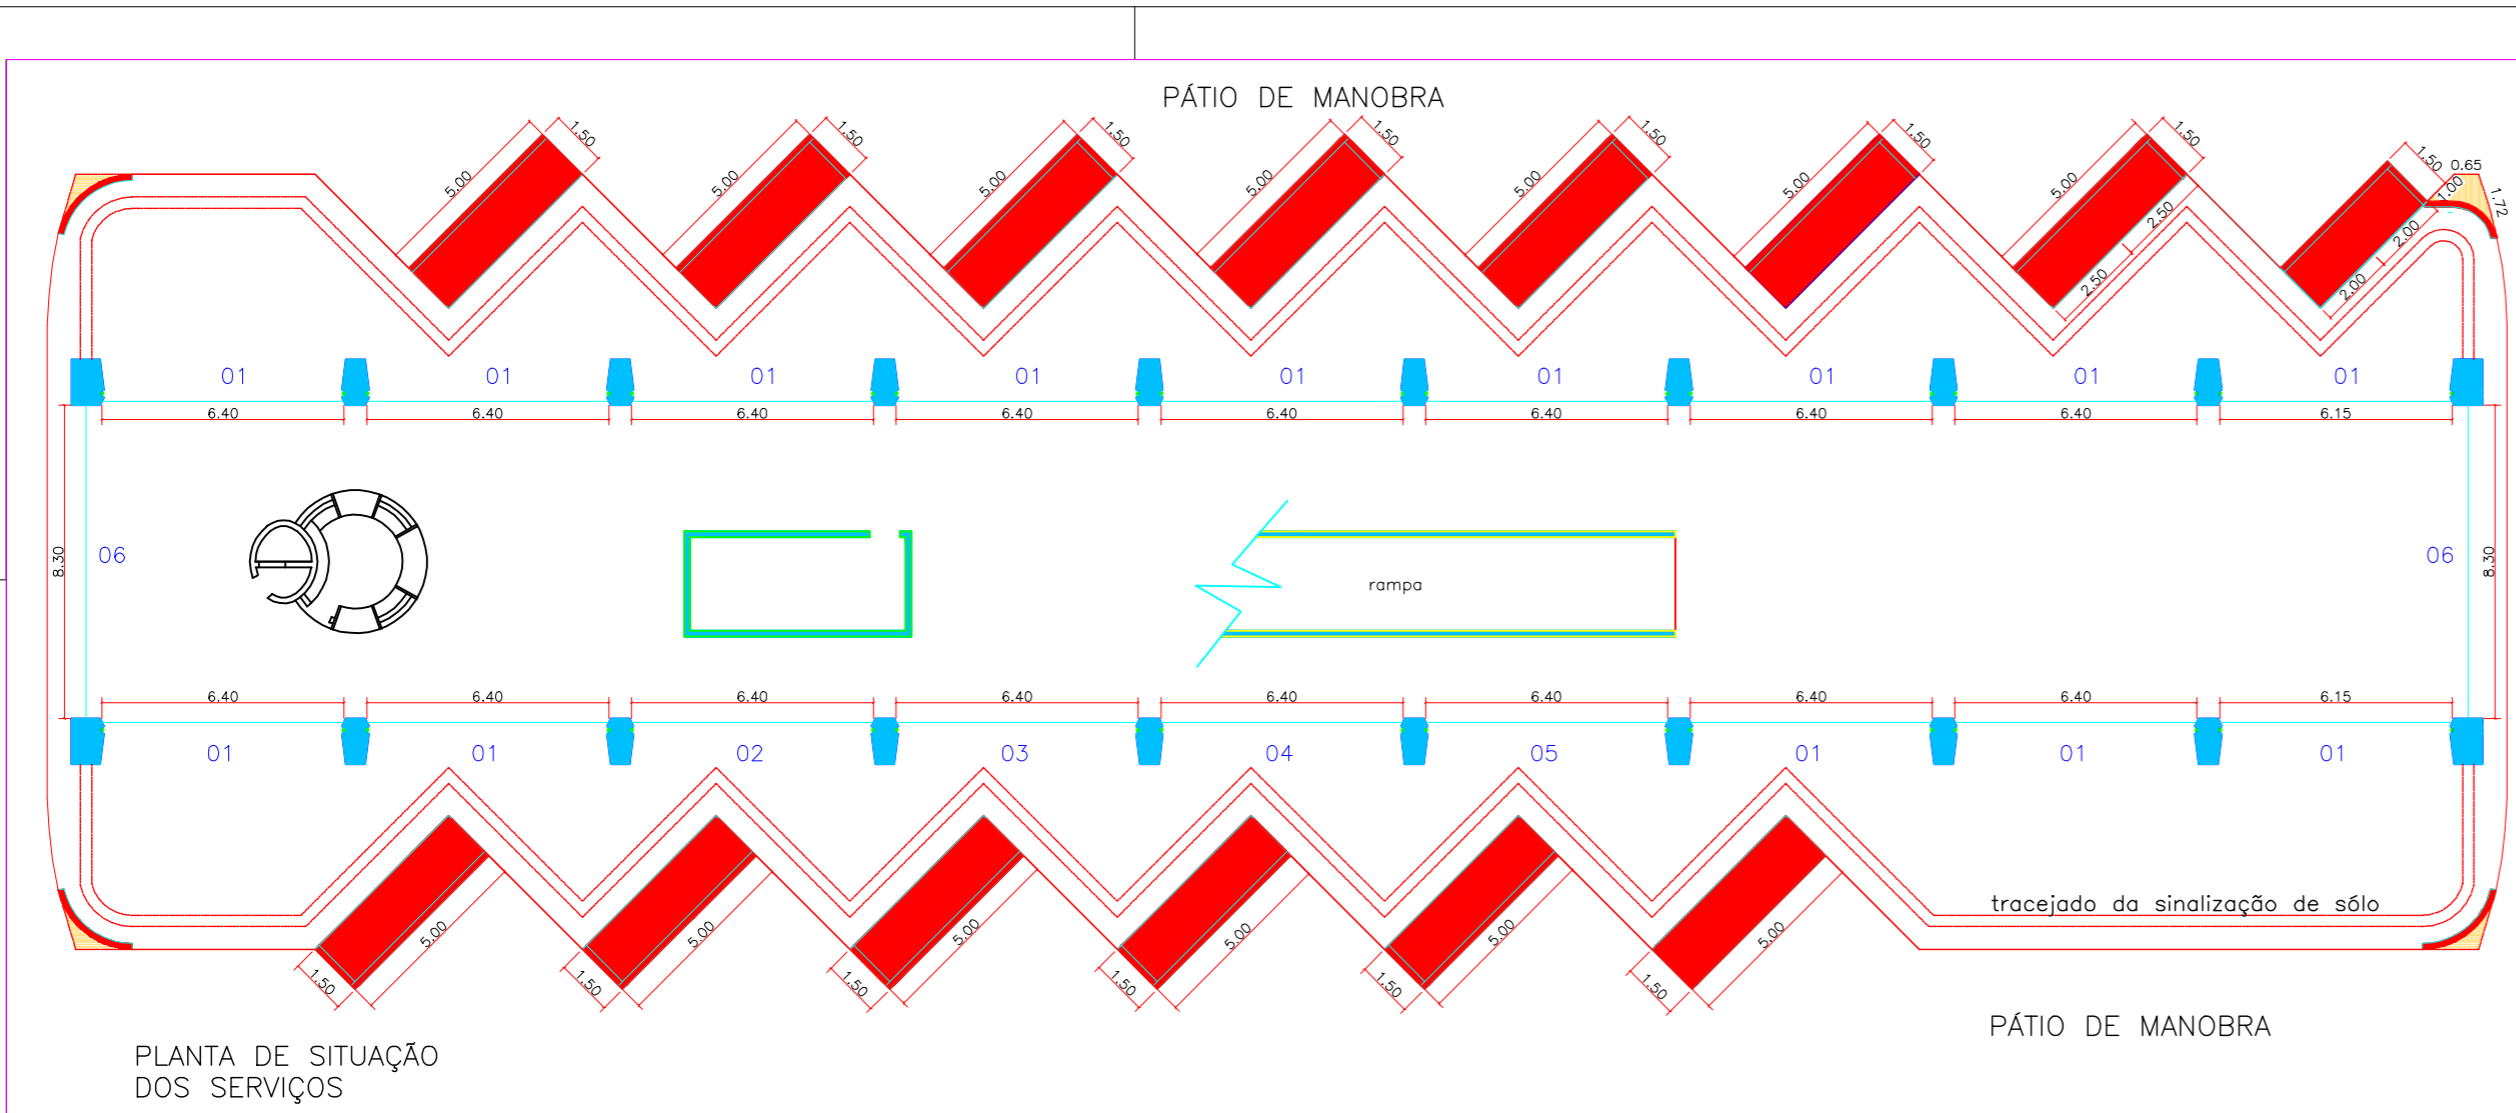 PÁTIO DE MANOBRA
1.50 1.50 1.50 1.50 1.50 1.50 1.50 1.50 0.65
5.00 5.00 5.00 5.00 5.00 5.00 5.00 1.00 1.72
2.50 2.00
2.50 2.00
01 01 01 01 01 01 01 01 01
6.40 6.40 6.40 6.40 6.40 6.40 6.40 6.40 6.15
8.30 06 rampa 06 8.30
6.40 6.40 6.40 6.40 6.40 6.40 6.40 6.40 6.15
01 01 02 03 04 05 01 01 01
tracejado da sinalização de sólo
5.00 5.00 5.00 5.00 5.00 5.00
1.50 1.50 1.50 1.50 1.50 1.50
PÁTIO DE MANOBRA
PLANTA DE SITUAÇÃO
DOS SERVIÇOS